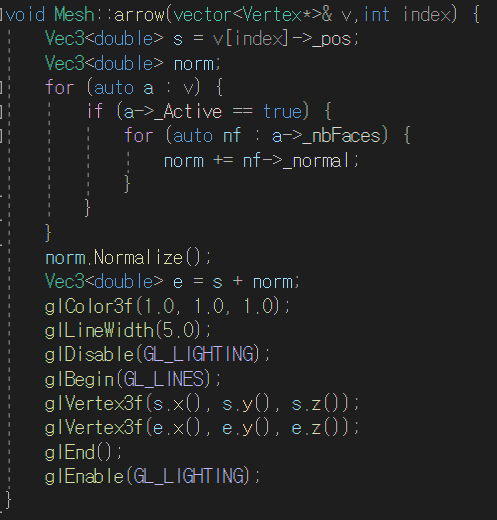 void Mesh::arrow(vector<Vertex*>& v,int index) {
Vec3<double> s = v[index]->_pos;
Vec3<double> norm;
for (auto a : v) {
if (a->_Active == true) {
for (auto nf : a->_nbFaces) {
norm += nf->_normal;
}
}
}
norm.Normalize();
Vec3<double> e = s + norm;
glColor3f(1.0, 1.0, 1.0);
glLineWidth(5.0);
glDisable(GL_LIGHTING);
glBegin(GL_LINES);
glVertex3f(s.x(), s.y(), s.z());
glVertex3f(e.x(), e.y(), e.z());
glEnd();
glEnable(GL_LIGHTING);
}